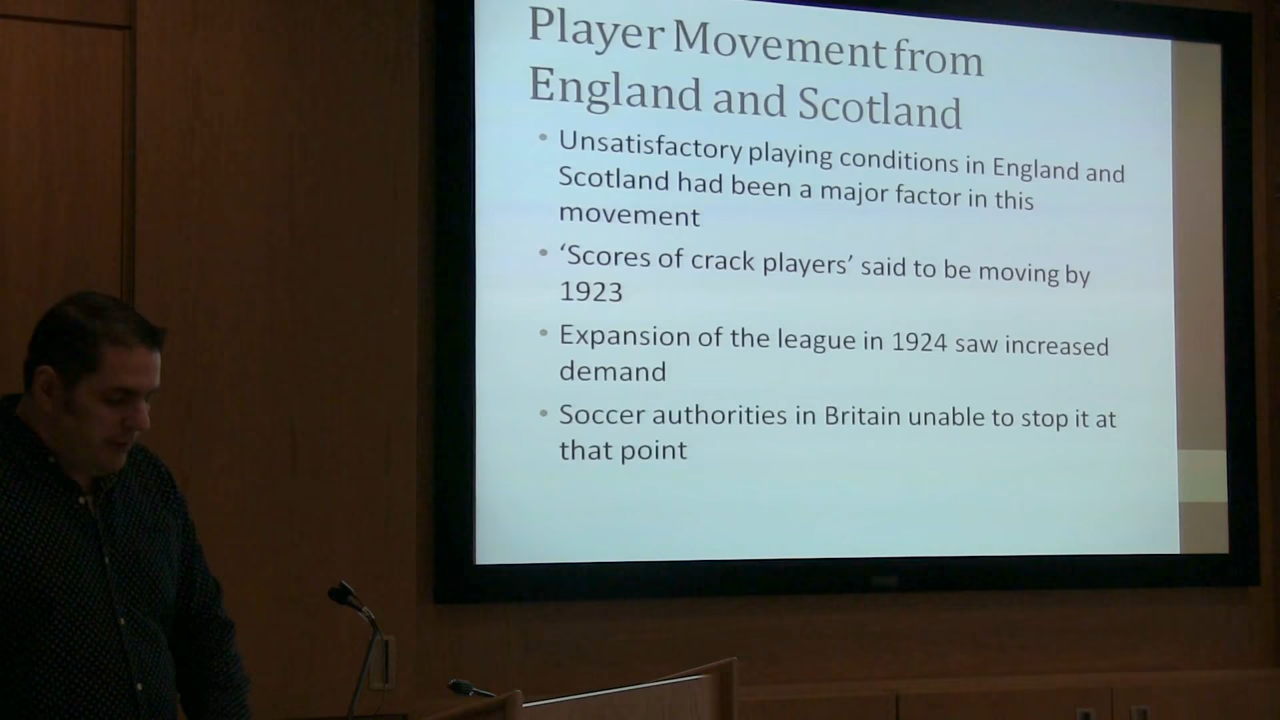 Player Movement from
England and Scotland
• Unsatisfactory playing conditions in England and
Scotland had been a major factor in this
movement
• ‘Scores of crack players’ said to be moving by
1923
• Expansion of the league in 1924 saw increased
demand
• Soccer authorities in Britain unable to stop it at
that point